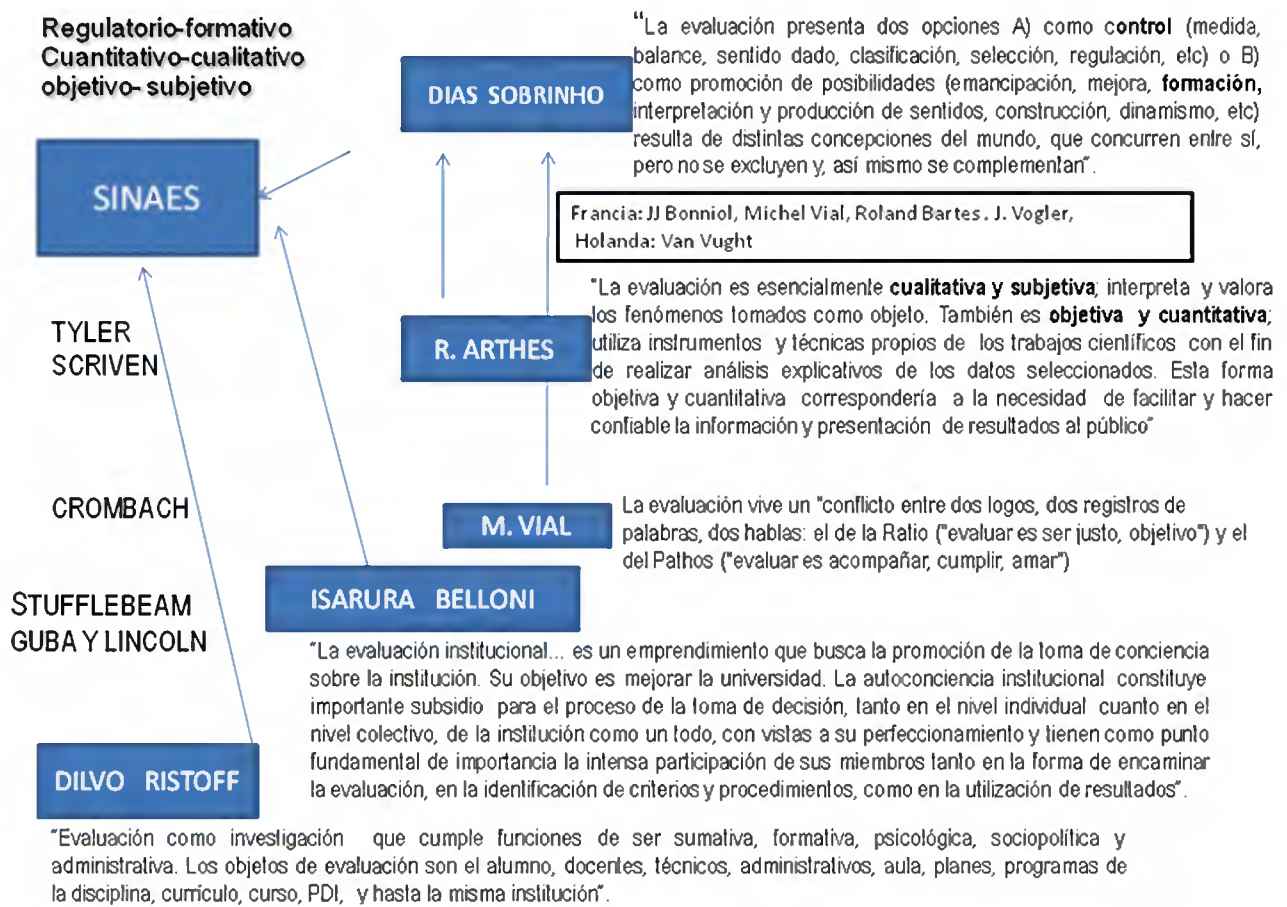 Regulatorio-formativo
Cuantitativo-cualitativo
objetivo- subjetivo
SINAES
DIAS SOBRINHO
“La evaluación presenta dos opciones A) como control (medida,
balance, sentido dado, clasificación, selección, regulación, etc) o B)
como promoción de posibilidades (emancipación, mejora, formación,
interpretación y producción de sentidos, construcción, dinamismo, etc)
resulta de distintas concepciones del mundo, que concurren entre sí,
pero no se excluyen y, así mismo se complementan”.
Francia: JJ Bonniol, Michel Vial, Roland Bartes. J. Vogler,
Holanda: Van Vught
R. ARTHES
“La evaluación es esencialmente cualitativa y subjetiva; interpreta y valora
los fenómenos tomados como objeto. También es objetiva y cuantitativa;
utiliza instrumentos y técnicas propios de los trabajos científicos con el fin
de realizar análisis explicativos de los datos seleccionados. Esta forma
objetiva y cuantitativa correspondería a la necesidad de facilitar y hacer
confiable la información y presentación de resultados al público”
TYLER
SCRIVEN
CROMBACH
M. VIAL
La evaluación vive un "conflicto entre dos logos, dos registros de
palabras, dos hablas: el de la Ratio ("evaluar es ser justo, objetivo") y el
del Pathos ("evaluar es acompañar, cumplir, amar")
STUFFLEBEAM
GUBA Y LINCOLN
ISARURA BELLONI
“La evaluación institucional... es un emprendimiento que busca la promoción de la toma de conciencia
sobre la institución. Su objetivo es mejorar la universidad. La autoconciencia institucional constituye
importante subsidio para el proceso de la toma de decisión, tanto en el nivel individual cuanto en el
nivel colectivo, de la institución como un todo, con vistas a su perfeccionamiento y tienen como punto
fundamental de importancia la intensa participación de sus miembros tanto en la forma de encaminar
la evaluación, en la identificación de criterios y procedimientos, como en la utilización de resultados”.
DILVO RISTOFF
“Evaluación como investigación que cumple funciones de ser sumativa, formativa, psicológica, sociopolítica y
administrativa. Los objetos de evaluación son el alumno, docentes, técnicos, administrativos, aula, planes, programas de
la disciplina, currículo, curso, PDI, y hasta la misma institución”.